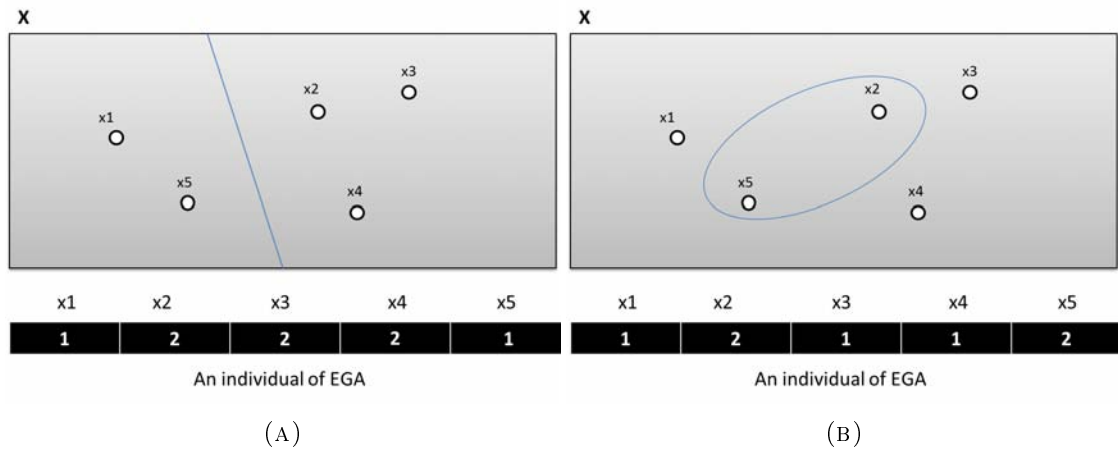 X
x1
x2
x3
x4
x5
x1 x2 x3 x4 x5
1 2 2 2 1
An individual of EGA
(A)
X
x1
x2
x3
x4
x5
x1 x2 x3 x4 x5
1 2 1 1 2
An individual of EGA
(B)